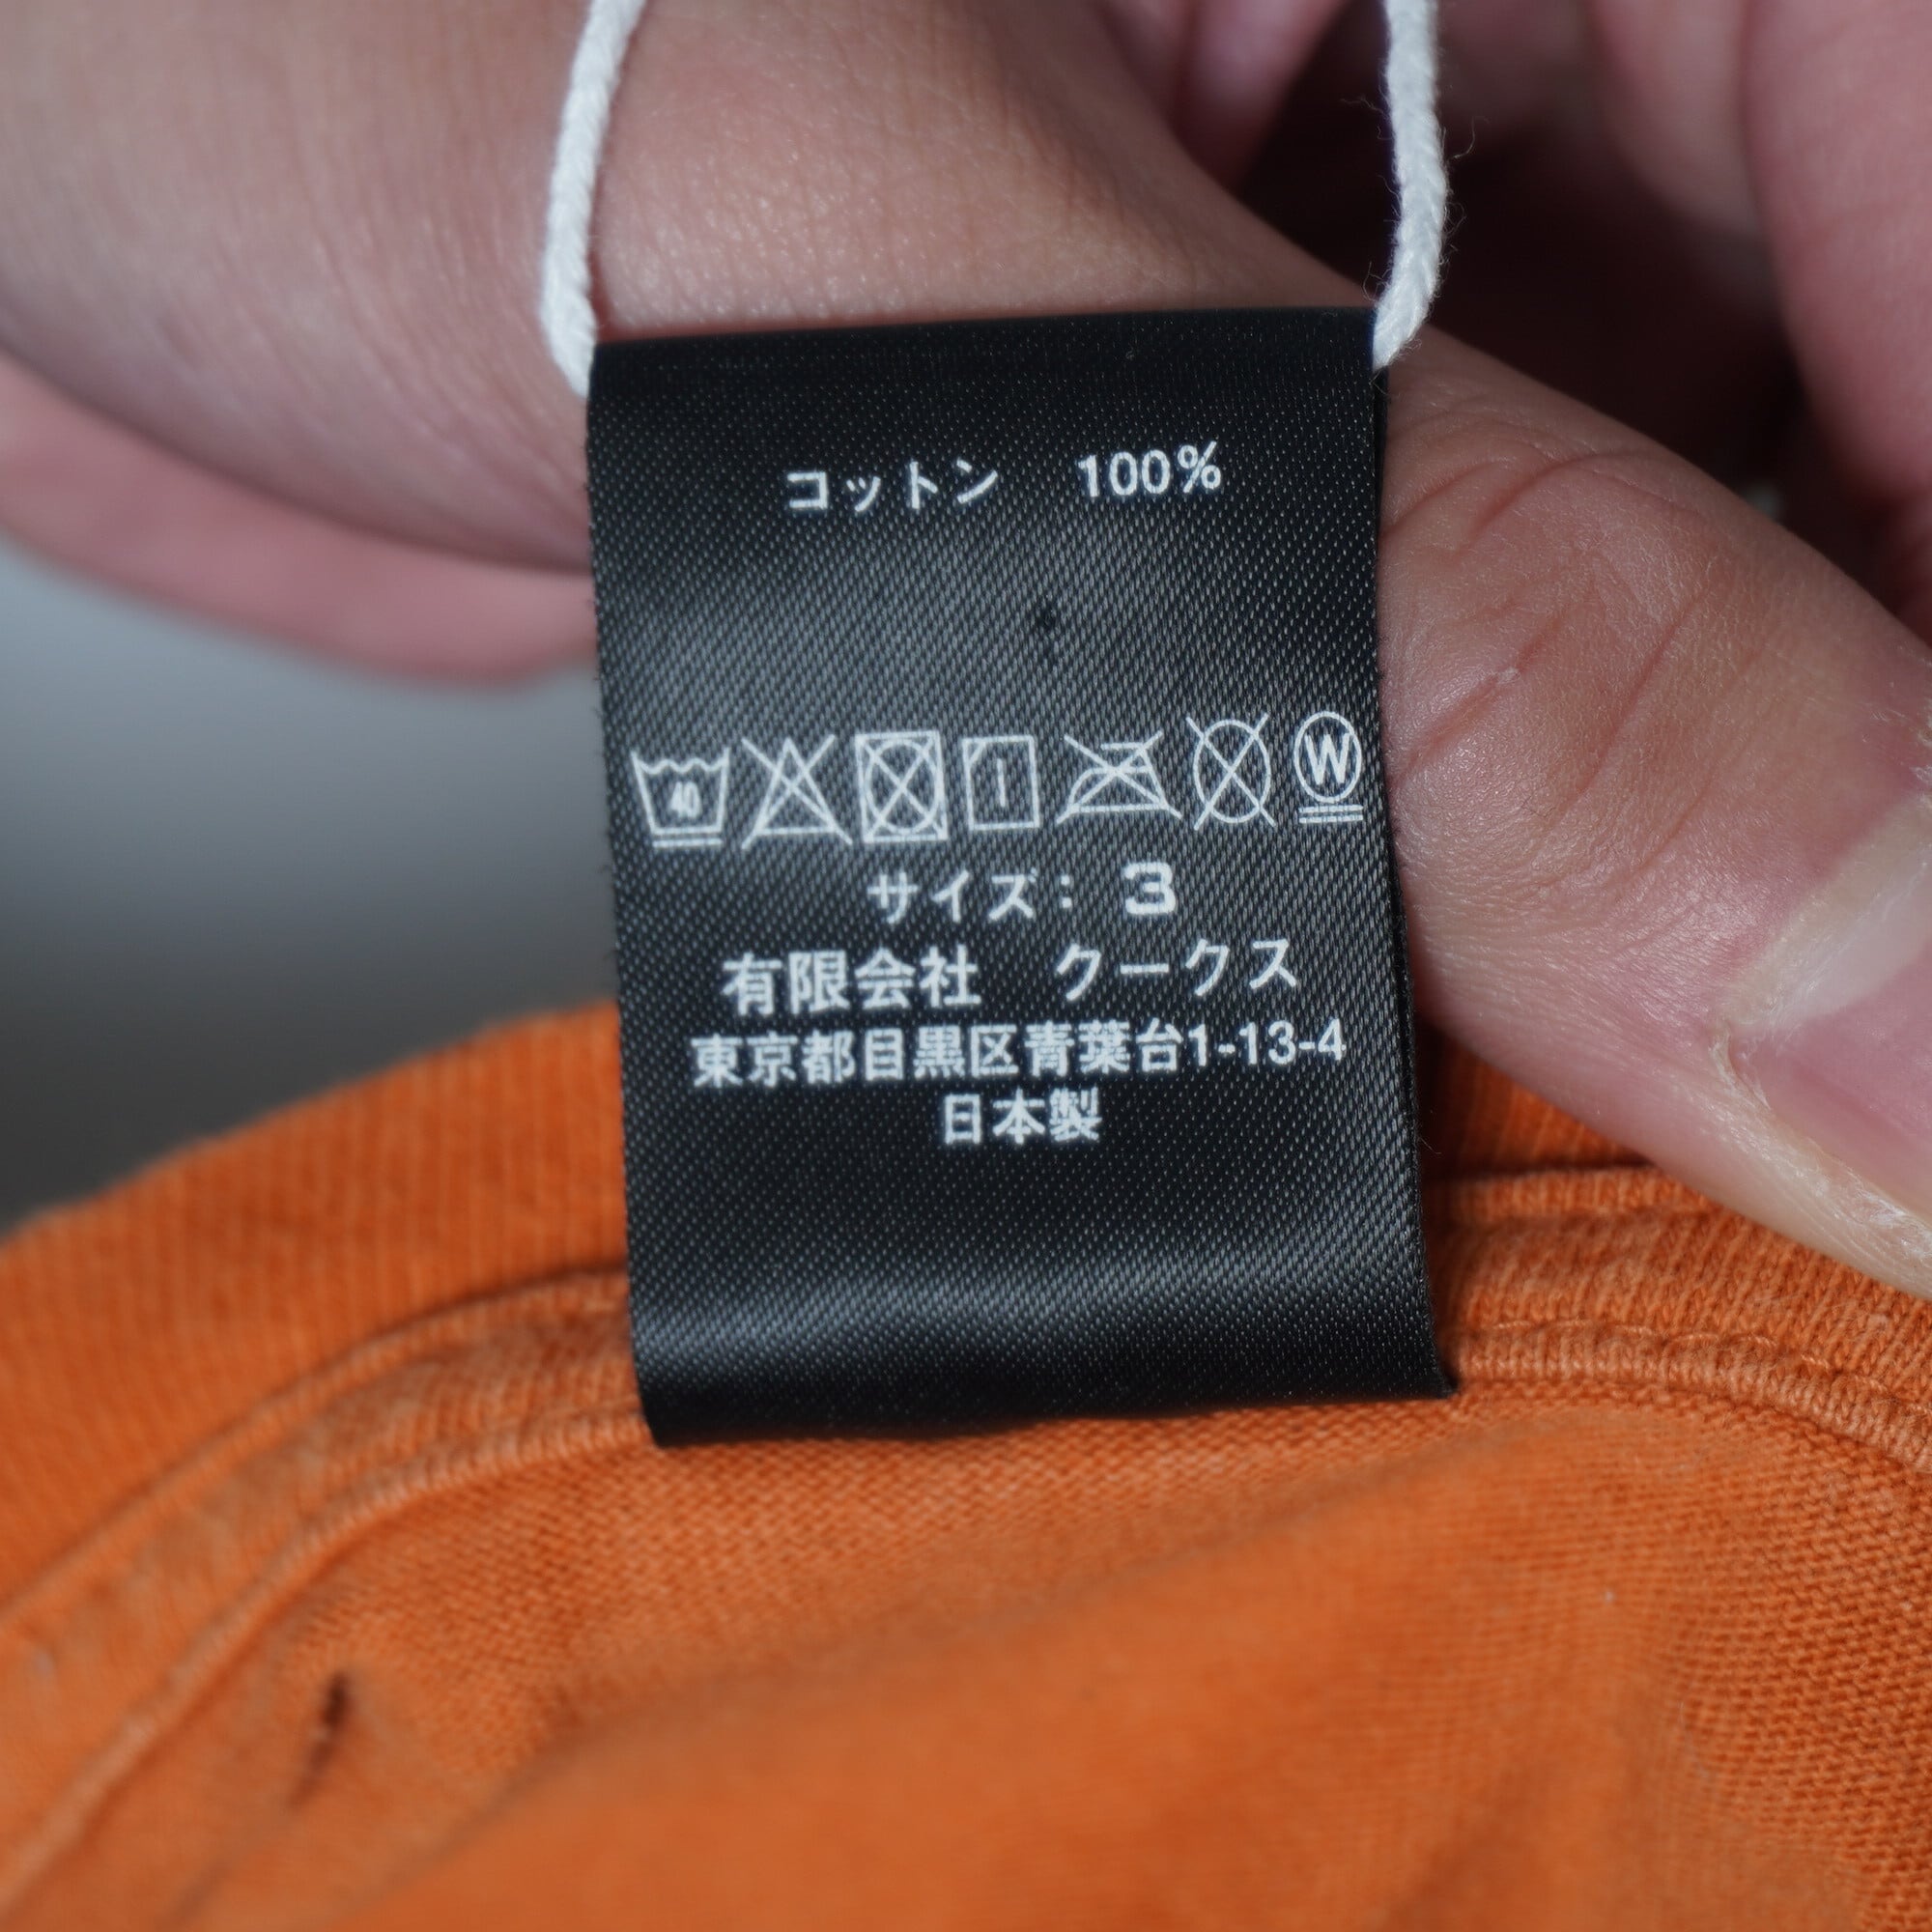 コットン 100%
40 W
サイズ: 3
有限会社 クークス
東京都目黒区青葉台1-13-4
日本製